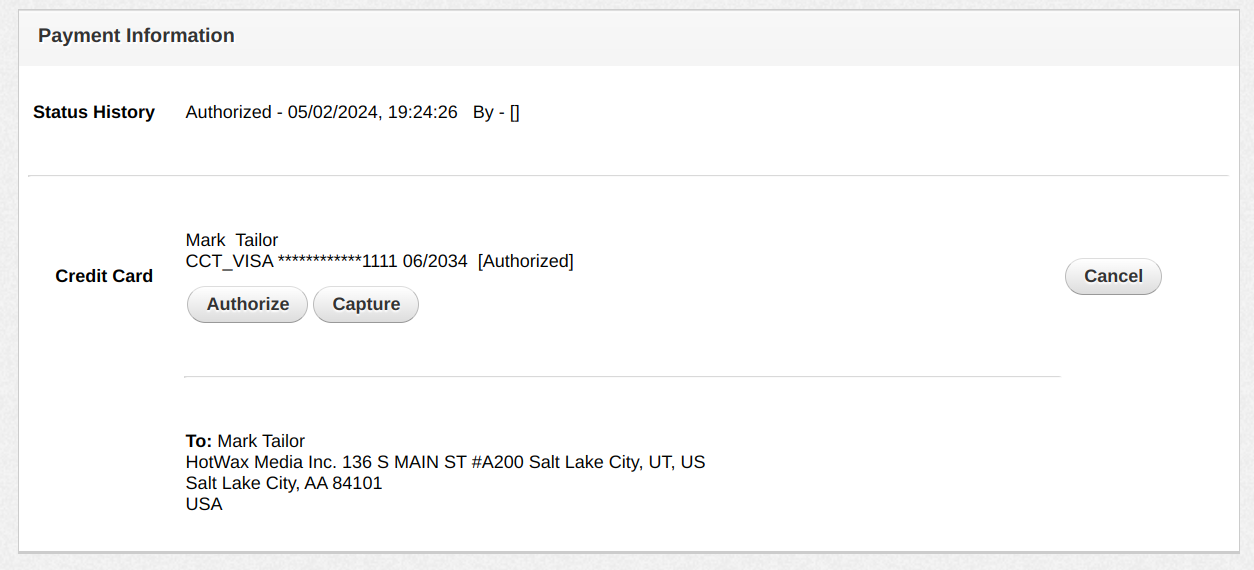 Payment Information
Status History Authorized - 05/02/2024, 19:24:26 By - []
Mark Tailor
CCT_VISA ************1111 06/2034 [Authorized]
Credit Card
Cancel
Authorize Capture
To: Mark Tailor
HotWax Media Inc. 136 S MAIN ST #A200 Salt Lake City, UT, US
Salt Lake City, AA 84101
USA